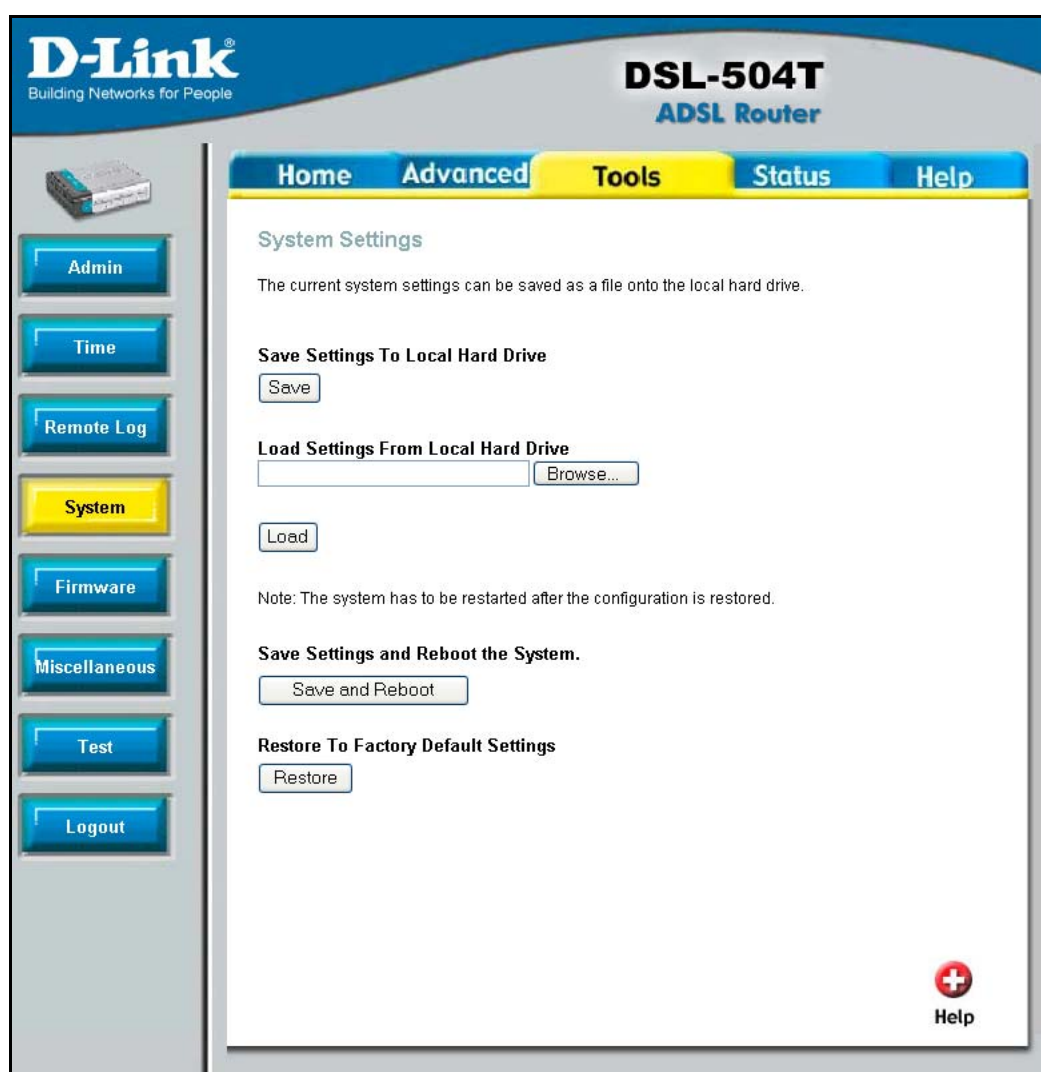 D-Link®
Building Networks for People
DSL-504T
ADSL Router
Home Advanced Tools Status Help
Admin
Time
Remote Log
System
Firmware
Miscellaneous
Test
Logout
System Settings
The current system settings can be saved as a file onto the local hard drive.
Save Settings To Local Hard Drive
Save
Load Settings From Local Hard Drive
Browse...
Load
Note: The system has to be restarted after the configuration is restored.
Save Settings and Reboot the System.
Save and Reboot
Restore To Factory Default Settings
Restore
Help